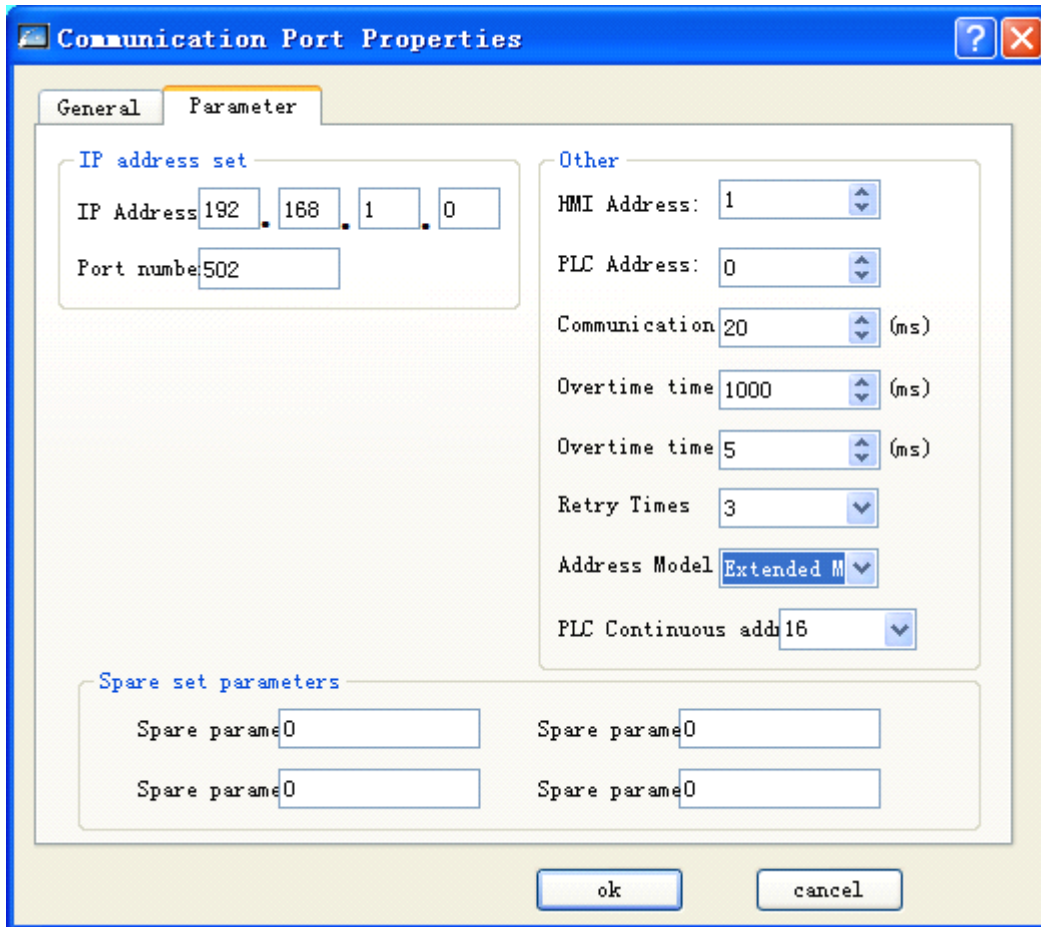 Communication Port Properties
General Parameter
IP address set
IP Address 192 . 168 . 1 . 0
Port numbe 502
Other
HMI Address: 1
PLC Address: 0
Communication 20 (ms)
Overtime time 1000 (ms)
Overtime time 5 (ms)
Retry Times 3
Address Model Extended M
PLC Continuous addr 16
Spare set parameters
Spare parame 0 Spare parame 0
Spare parame 0 Spare parame 0
ok cancel